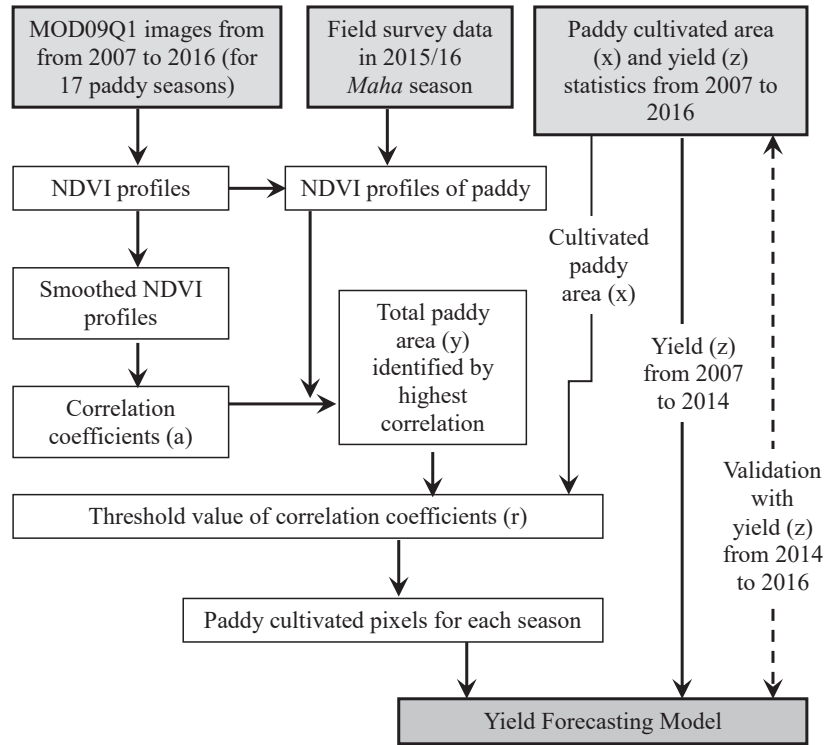 MOD09Q1 images from
from 2007 to 2016 (for
17 paddy seasons)
Field survey data
in 2015/16
Maha season
Paddy cultivated area
(x) and yield (z)
statistics from 2007 to
2016
NDVI profiles
NDVI profiles of paddy
Cultivated
paddy
area (x)
Smoothed NDVI
profiles
Total paddy
area (y)
identified by
highest
correlation
Yield (z)
from 2007
to 2014
Correlation
coefficients (a)
Validation
with
yield (z)
from 2014
to 2016
Threshold value of correlation coefficients (r)
Paddy cultivated pixels for each season
Yield Forecasting Model